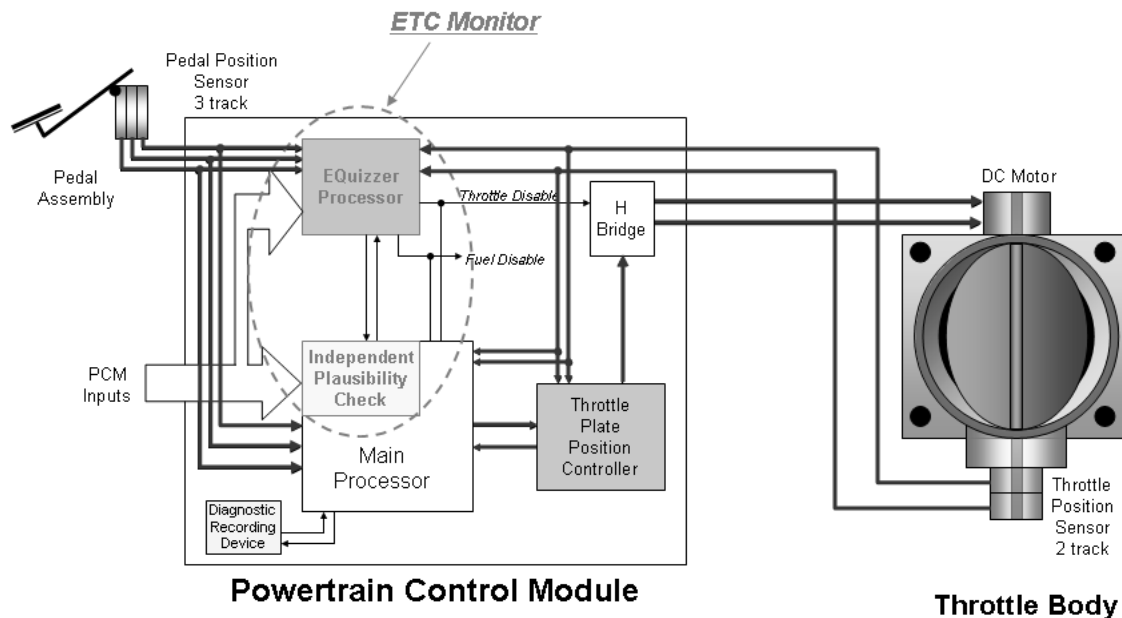 ETC Monitor
Pedal Position
Sensor
3 track
Pedal
Assembly
EQuizzer
Processor
Throttle Disable
Fuel Disable
H
Bridge
DC Motor
PCM
Inputs
Independent
Plausibility
Check
Main
Processor
Throttle
Plate
Position
Controller
Diagnostic
Recording
Device
Throttle
Position
Sensor
2 track
Powertrain Control Module
Throttle Body